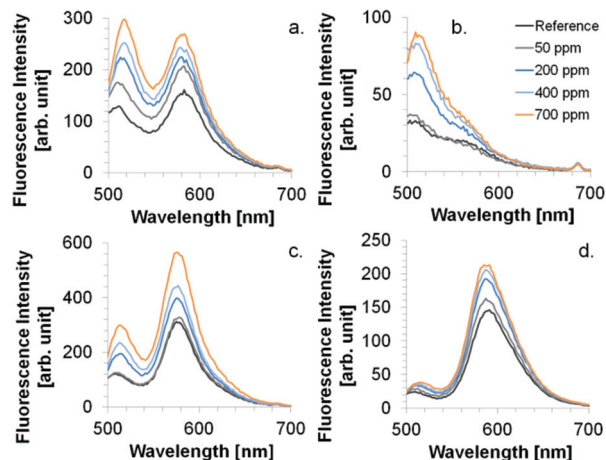 a.
Fluorescence Intensity
[arb. unit]
300
200
100
0
500
600
700
Wavelength [nm]
b.
Fluorescence Intensity
[arb. unit]
100
50
0
500
600
700
Wavelength [nm]
Reference
50 ppm
200 ppm
400 ppm
700 ppm
c.
Fluorescence Intensity
[arb. unit]
600
400
200
0
500
600
700
Wavelength [nm]
d.
Fluorescence Intensity
[arb. unit]
250
200
150
100
50
0
500
600
700
Wavelength [nm]